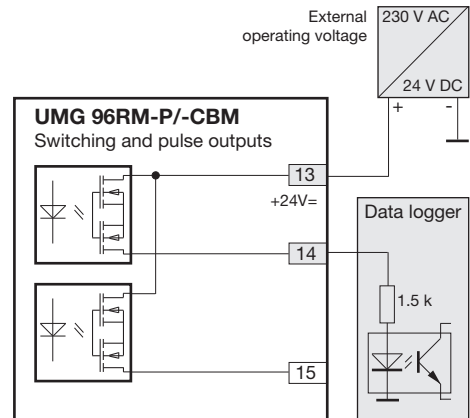 External
operating voltage
230 V AC
24 V DC
+ -
UMG 96RM-P/-CBM
Switching and pulse outputs
13
+24V=
Data logger
14
1.5 k
15